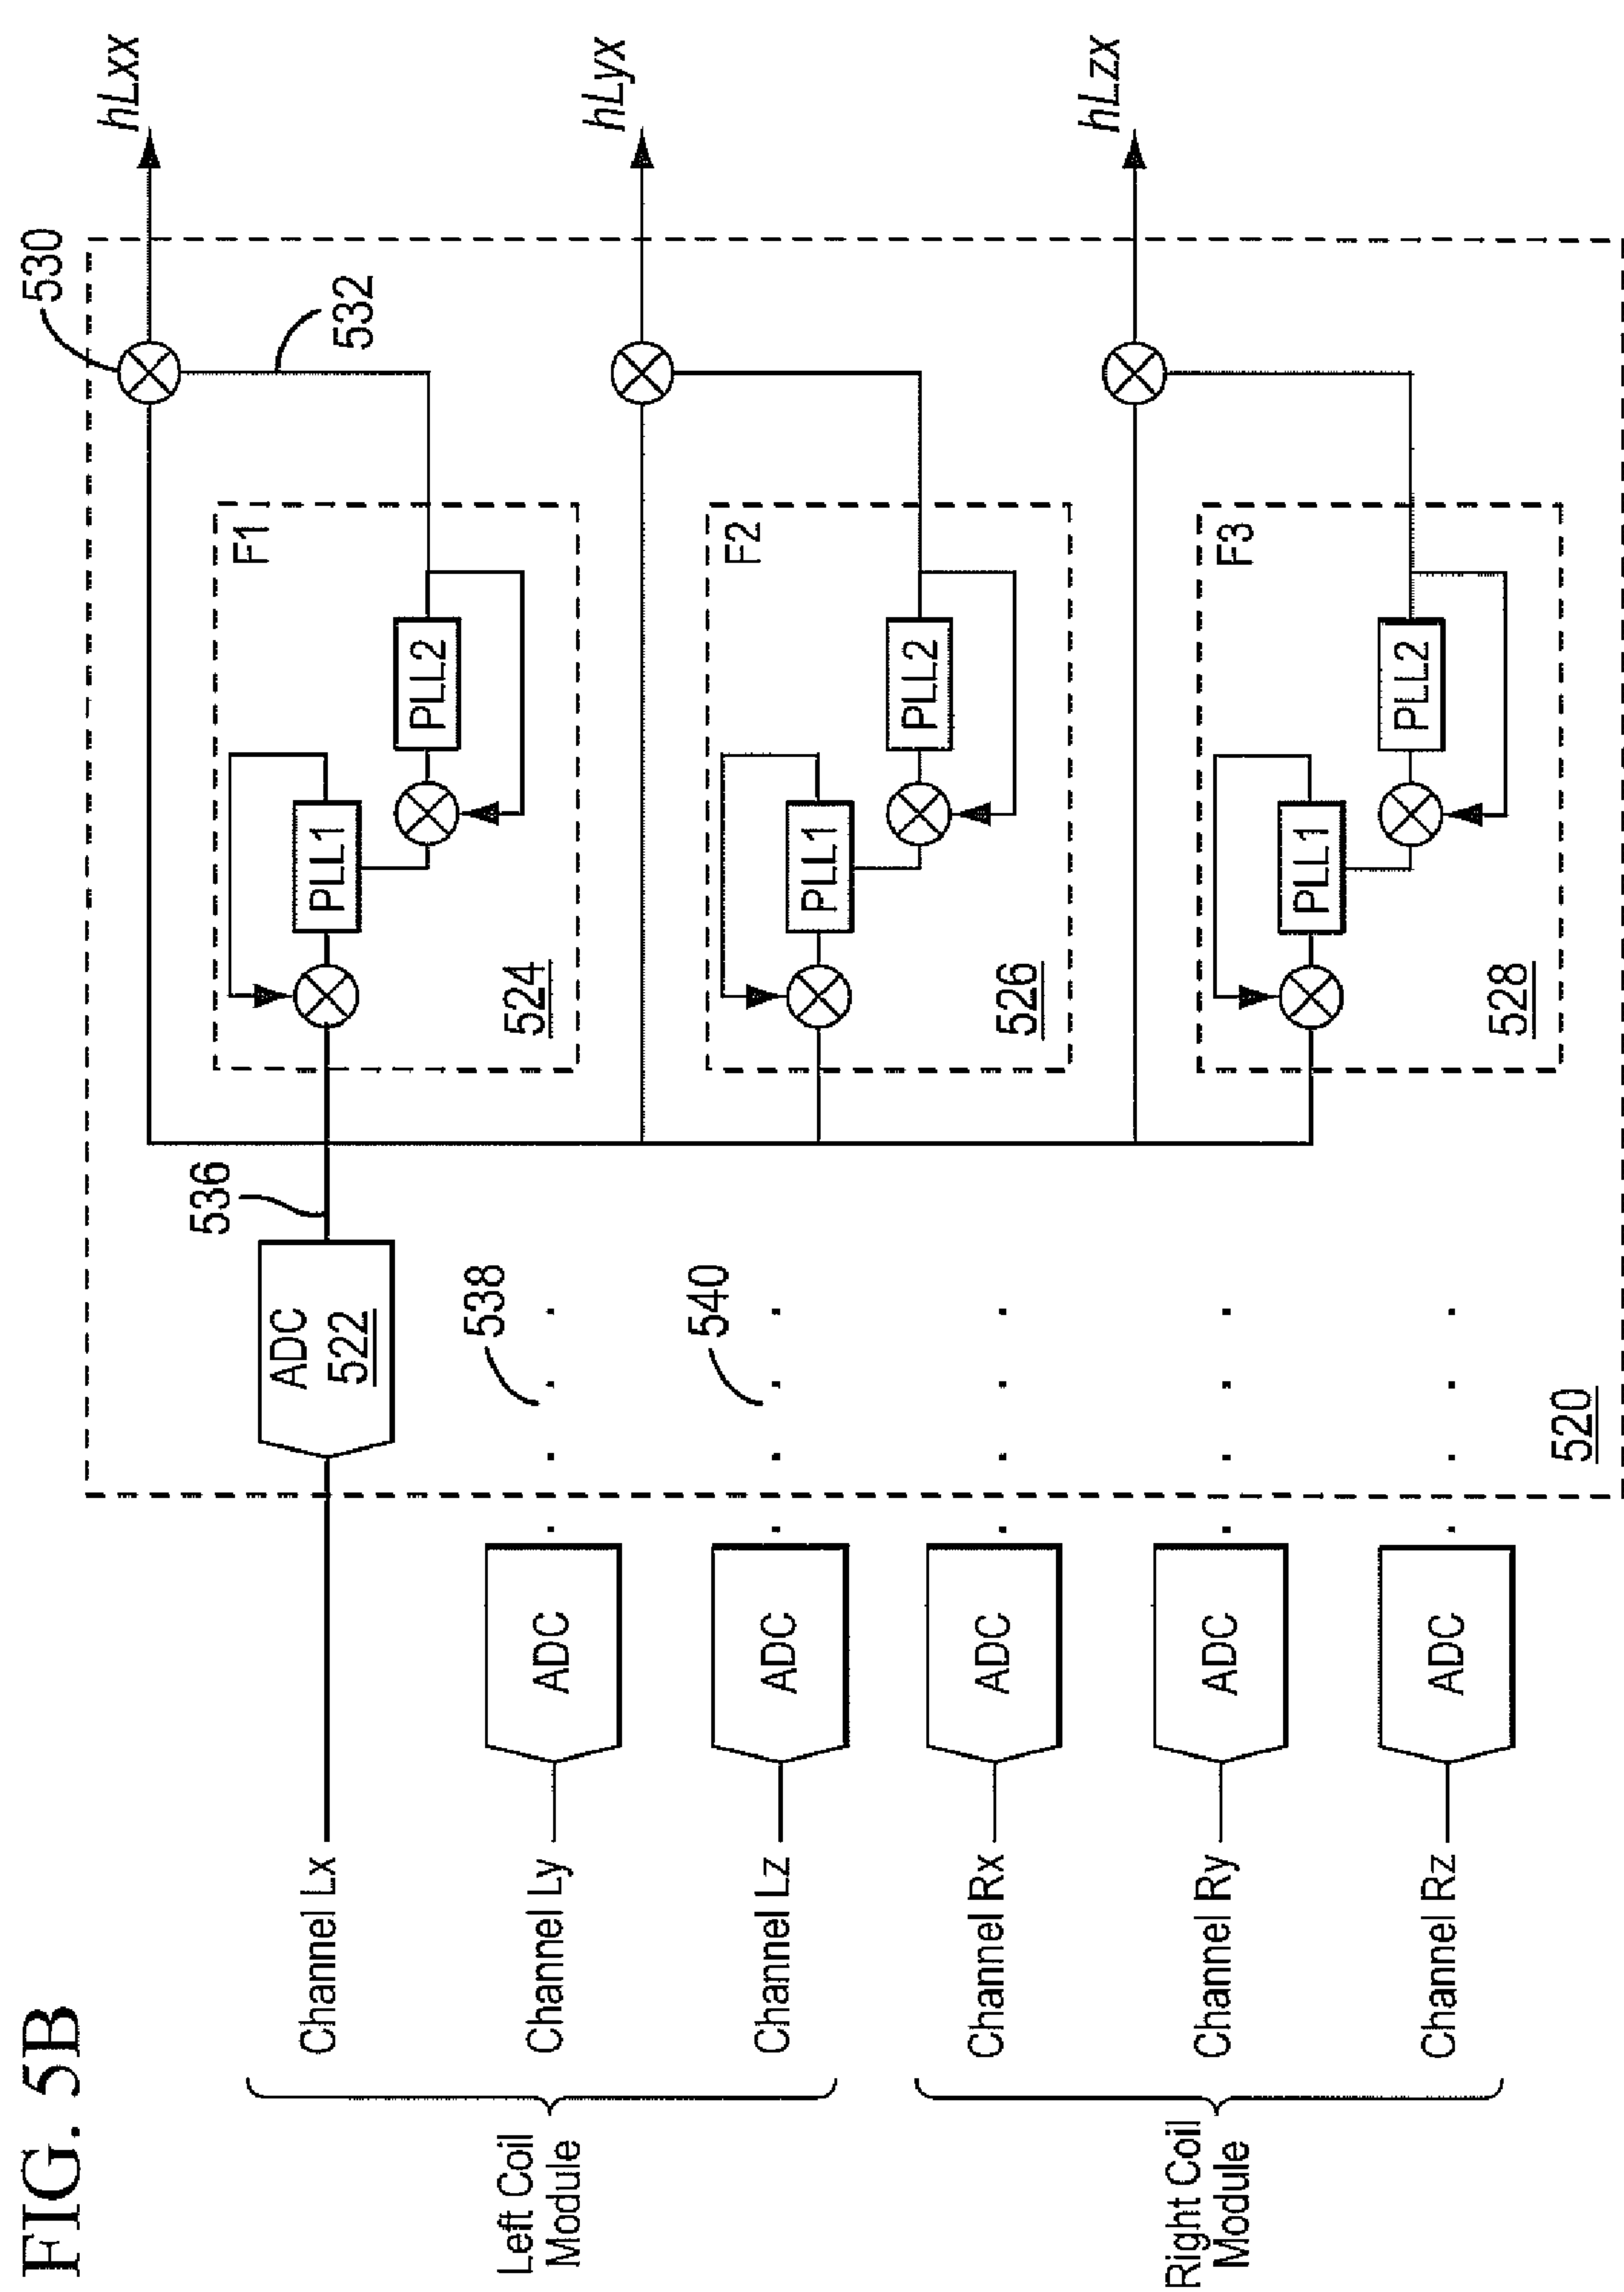 FIG. 5B
530
hLxx
532
F1
PLL1
PLL2
524
536
ADC
522
Channel Lx
hLyx
F2
PLL1
PLL2
526
538
ADC
Channel Ly
540
ADC
Channel Lz
Left Coil
Module
hLzx
F3
PLL1
PLL2
528
ADC
Channel Rx
ADC
Channel Ry
ADC
Channel Rz
Right Coil
Module
520